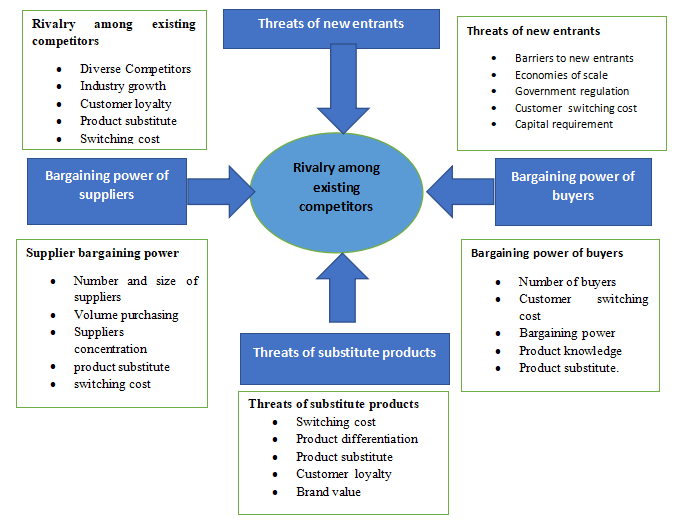 Rivalry among existing
competitors
• Diverse Competitors
• Industry growth
• Customer loyalty
• Product substitute
• Switching cost
Threats of new entrants
Threats of new entrants
• Barriers to new entrants
• Economies of scale
• Government regulation
• Customer switching cost
• Capital requirement
Bargaining power of
suppliers
Rivalry among
existing
competitors
Bargaining power of
buyers
Supplier bargaining power
• Number and size of
suppliers
• Volume purchasing
• Suppliers
concentration
• product substitute
• switching cost
Bargaining power of buyers
• Number of buyers
• Customer switching
cost
• Bargaining power
• Product knowledge
• Product substitute.
Threats of substitute products
Threats of substitute products
• Switching cost
• Product differentiation
• Product substitute
• Customer loyalty
• Brand value